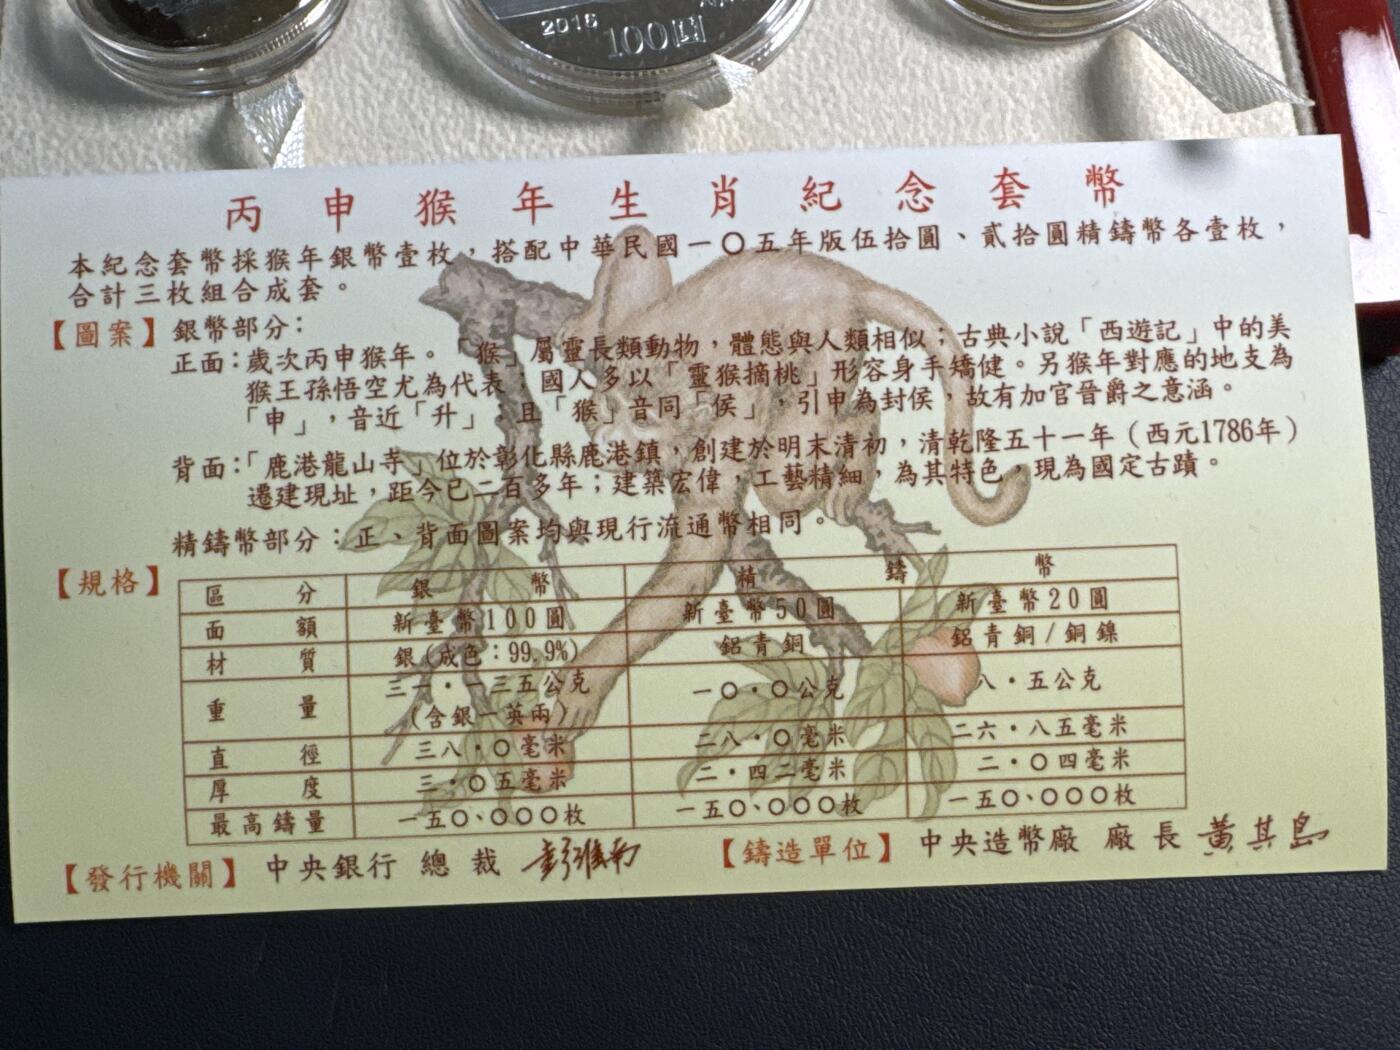 2016
100圓
丙申猴年生肖紀念套幣
本紀念套幣採猴年銀幣壹枚，搭配中華民國一〇五年版伍拾圓、貳拾圓精鑄幣各壹枚，
合計三枚組合成套。
【圖案】銀幣部分：
正面：歲次丙申猴年。「猴」屬靈長類動物，體態與人類相似；古典小說「西遊記」中的美
猴王孫悟空尤為代表；國人多以「靈猴摘桃」形容身手矯健。另猴年對應的地支為
「申」，音近「升」 且「猴」音同「侯」，引申為封侯，故有加官晉爵之意涵。
背面：「鹿港龍山寺」位於彰化縣鹿港鎮，創建於明末清初，清乾隆五十一年（西元1786年）
遷建現址，距今已二百多年；建築宏偉，工藝精細，為其特色，現為國定古蹟。
精鑄幣部分：正、背面圖案均與現行流通幣相同。
【規格】
區分 銀幣 精鑄幣
面額 新臺幣100圓 新臺幣50圓 新臺幣20圓
材質 銀(成色：99.9%) 鋁青銅 鋁青銅/銅鎳
重量 三一．一三五公克 一〇．〇公克 八．五公克
(含銀一英兩)
直徑 三八．〇毫米 二八．〇毫米 二六．八五毫米
厚度 三．〇五毫米 二．四二毫米 二．〇四毫米
最高鑄量 一五〇、〇〇〇枚 一五〇、〇〇〇枚 一五〇、〇〇〇枚
【發行機關】中央銀行 總裁 彭淮南 【鑄造單位】中央造幣廠 廠長